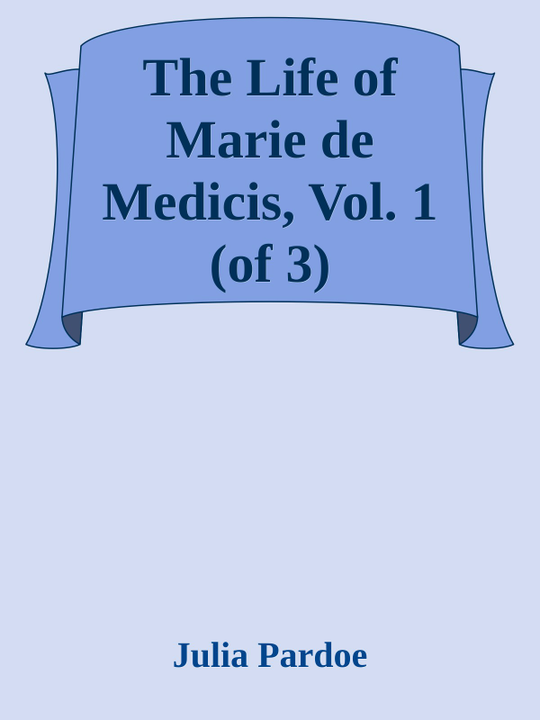 The Life of
Marie de
Medicis, Vol. 1
(of 3)
Julia Pardoe